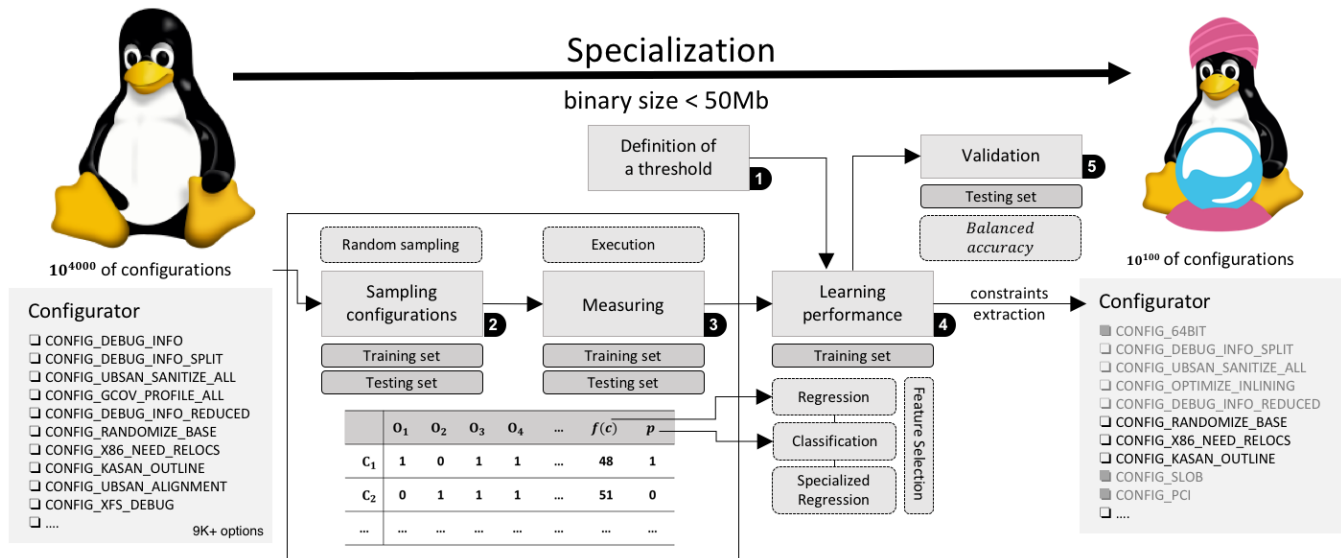 Specialization
binary size < 50Mb
10^4000 of configurations
Configurator
❏ CONFIG_DEBUG_INFO
❏ CONFIG_DEBUG_INFO_SPLIT
❏ CONFIG_UBSAN_SANITIZE_ALL
❏ CONFIG_GCOV_PROFILE_ALL
❏ CONFIG_DEBUG_INFO_REDUCED
❏ CONFIG_RANDOMIZE_BASE
❏ CONFIG_X86_NEED_RELOCS
❏ CONFIG_KASAN_OUTLINE
❏ CONFIG_UBSAN_ALIGNMENT
❏ CONFIG_XFS_DEBUG
❏ ....
9K+ options
Definition of
a threshold
1
Random sampling
Sampling
configurations
2
Training set
Testing set
Execution
Measuring
3
Training set
Testing set
O₁ O₂ O₃ O₄ ... f(c) p
C₁ 1 0 1 1 ... 48 1
C₂ 0 1 1 1 ... 51 0
... ... ... ... ... ... ... ...
Learning
performance
4
Training set
Regression
Classification
Specialized
Regression
Feature Selection
Validation
5
Testing set
Balanced
accuracy
constraints
extraction
10^100 of configurations
Configurator
CONFIG_64BIT
❏ CONFIG_DEBUG_INFO_SPLIT
❏ CONFIG_UBSAN_SANITIZE_ALL
❏ CONFIG_OPTIMIZE_INLINING
❏ CONFIG_DEBUG_INFO_REDUCED
❏ CONFIG_RANDOMIZE_BASE
❏ CONFIG_X86_NEED_RELOCS
❏ CONFIG_KASAN_OUTLINE
CONFIG_SLOB
CONFIG_PCI
❏ ....